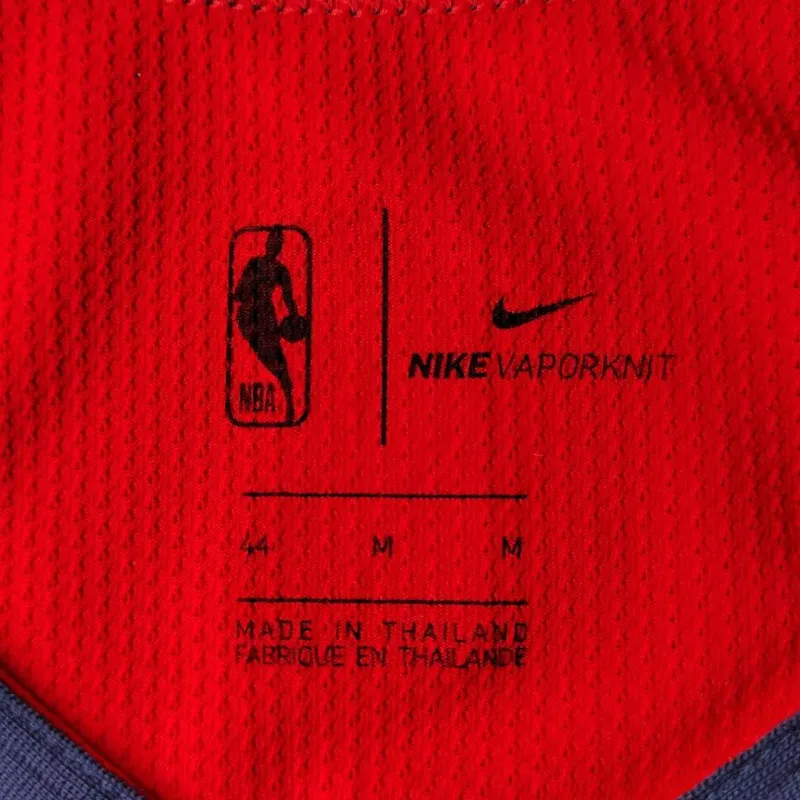 NBA
NIKE VAPORKNIT
44 M M
MADE IN THAILAND
FABRIQUE EN THAILANDE